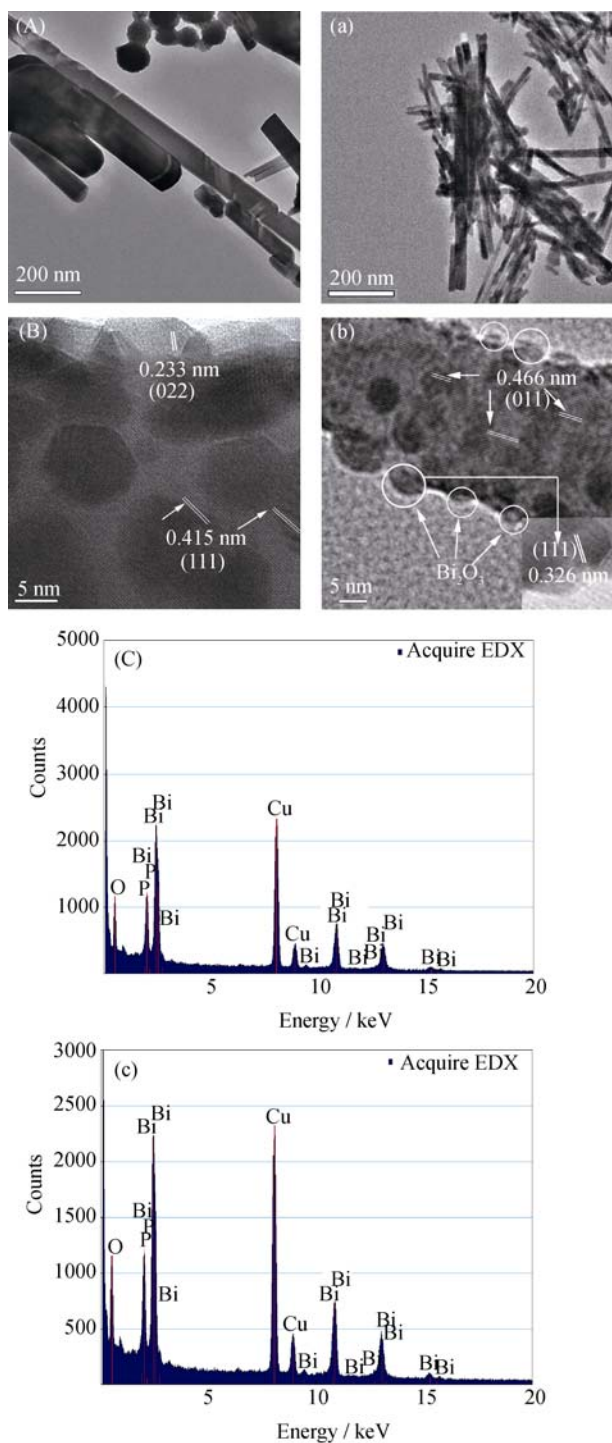 (A)
200 nm
(a)
200 nm
(B)
0.233 nm
(022)
0.415 nm
(111)
5 nm
(b)
0.466 nm
(011)
(111)
0.326 nm
Bi2O3
5 nm
(C)
Acquire EDX
5000
4000
3000
2000
1000
Counts
Bi
Bi
Bi
P
P
O
Bi
Cu
Cu
Bi
Bi
Bi
Bi
Bi
Bi
Bi
Bi
Bi
5
10
15
20
Energy / keV
(c)
Acquire EDX
3000
2500
2000
1500
1000
500
Counts
Bi
Bi
Bi
P
P
O
Bi
Cu
Cu
Bi
Bi
Bi
Bi
Bi
Bi
Bi
Bi
Bi
5
10
15
20
Energy / keV